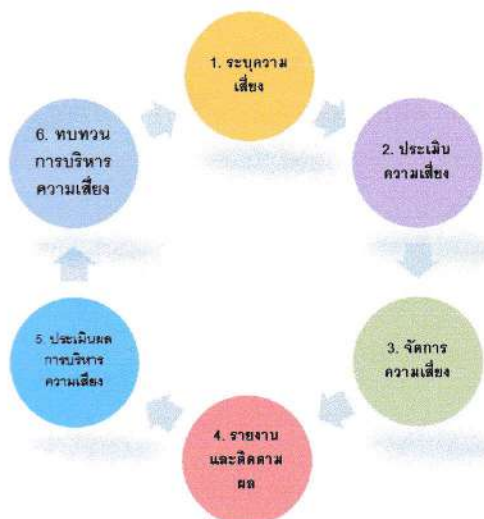 1. ระบุความ
เสี่ยง
2. ประเมิน
ความเสี่ยง
3. จัดการ
ความเสี่ยง
4. รายงาน
และติดตาม
ผล
5. ประเมินผล
การบริหาร
ความเสี่ยง
6. ทบทวน
การบริหาร
ความเสี่ยง